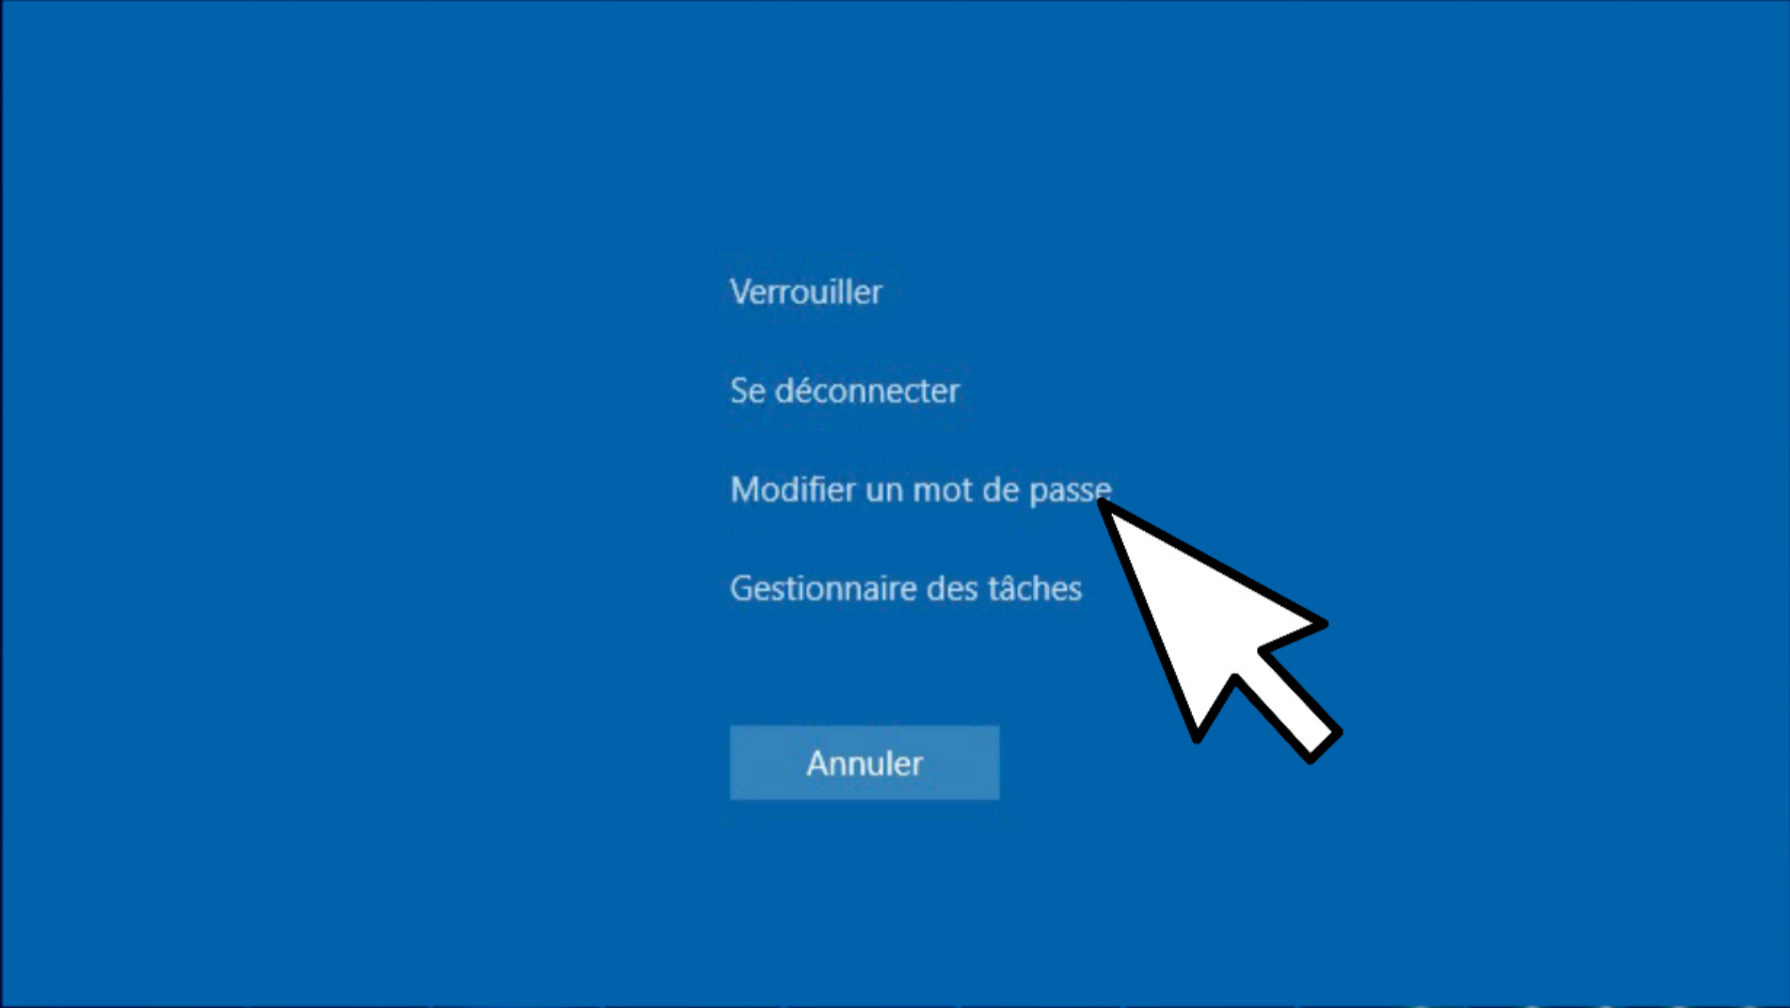 Verrouiller
Se déconnecter
Modifier un mot de passe
Gestionnaire des tâches
Annuler